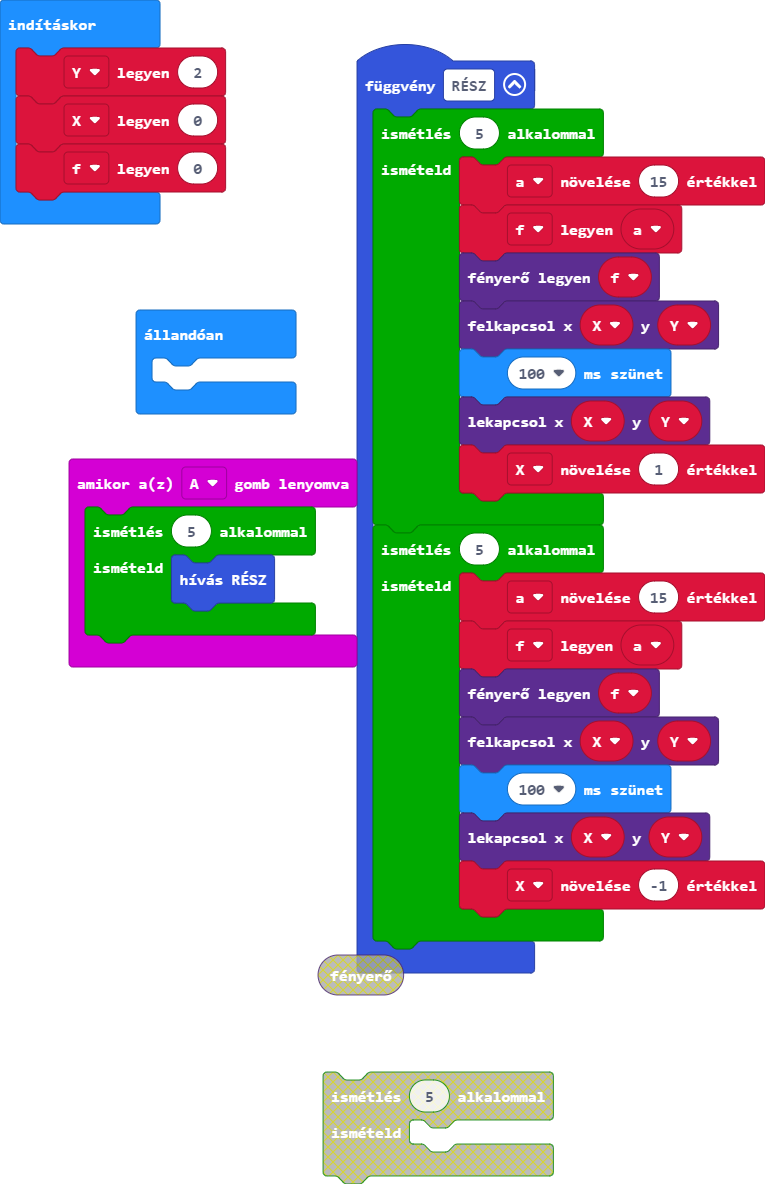 indításkor
Y legyen 2
X legyen 0
f legyen 0
függvény RÉSZ
ismétlés 5 alkalommal
ismételd
a növelése 15 értékkel
f legyen a
fényerő legyen f
felkapcsol x X y Y
100 ms szünet
lekapcsol x X y Y
X növelése 1 értékkel
ismétlés 5 alkalommal
ismételd
a növelése 15 értékkel
f legyen a
fényerő legyen f
felkapcsol x X y Y
100 ms szünet
lekapcsol x X y Y
X növelése -1 értékkel
állandóan
amikor a(z) A gomb lenyomva
ismétlés 5 alkalommal
ismételd
hívás RÉSZ
fényerő
ismétlés 5 alkalommal
ismételd